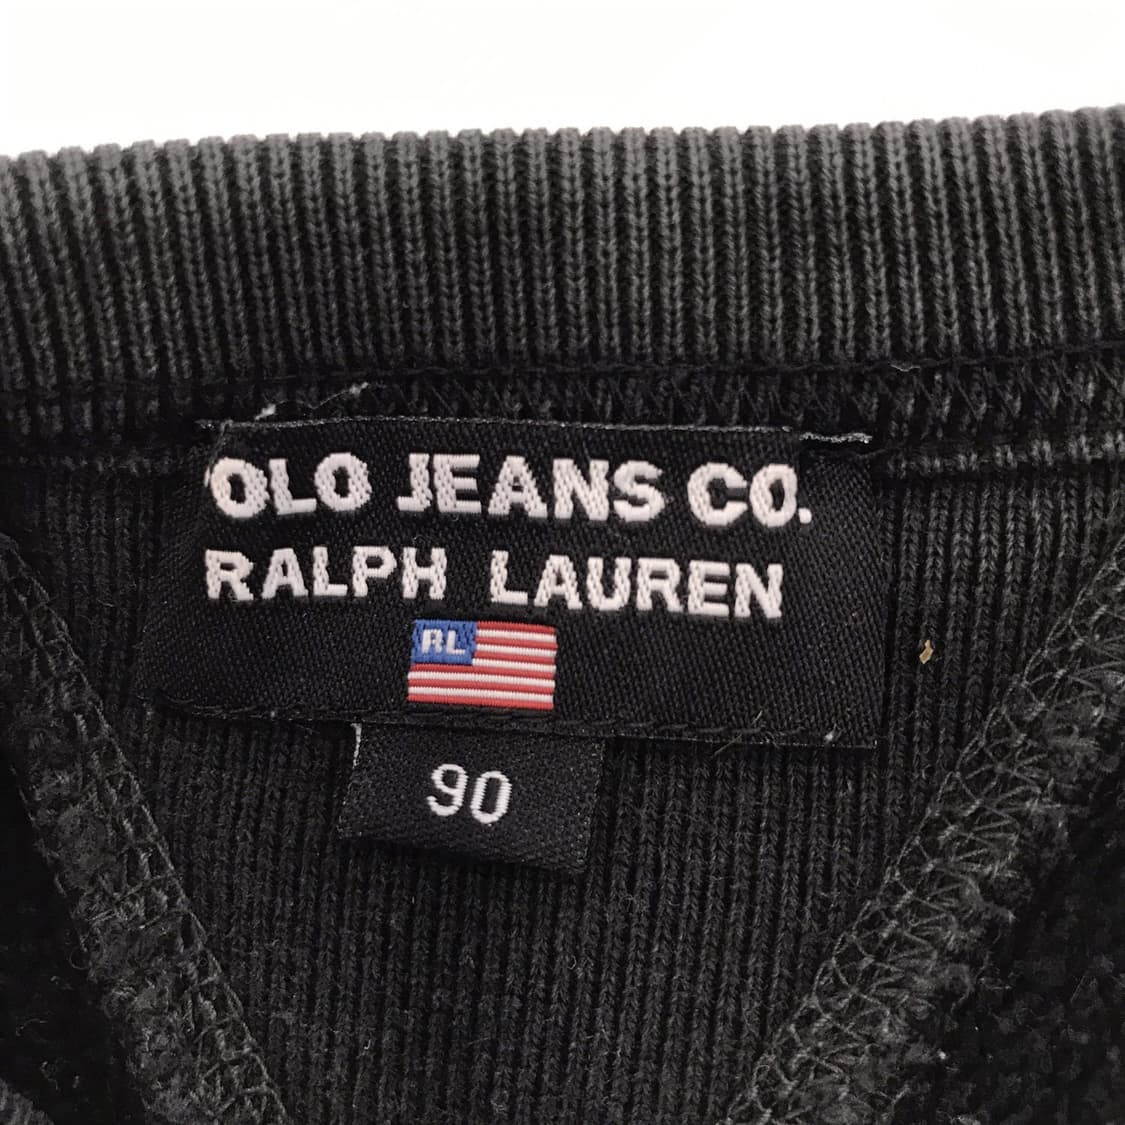 OLO JEANS CO.
RALPH LAUREN
RL
90